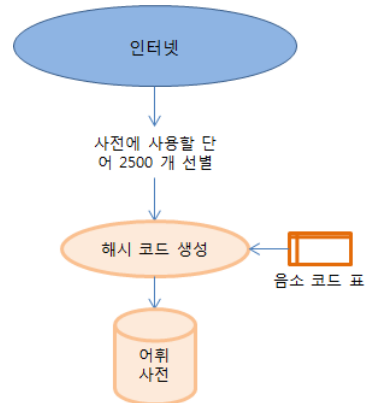 인터넷
사전에 사용할 단
어 2500 개 선별
해시 코드 생성
음소 코드 표
어휘
사전